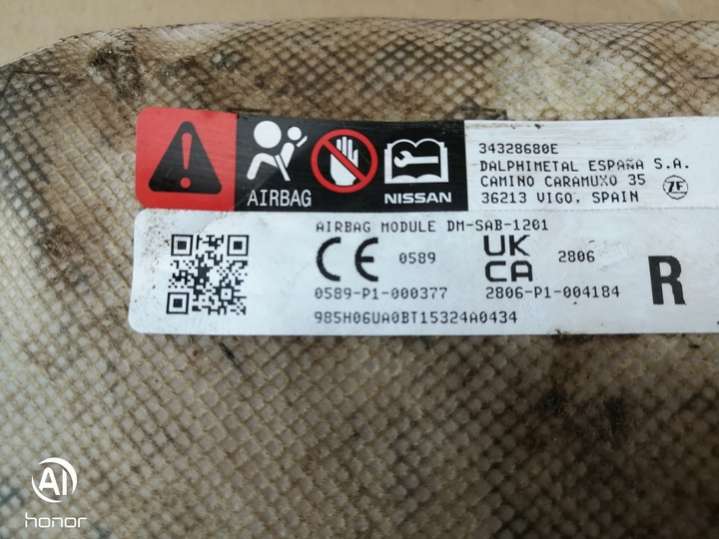 34328680E
DALPHIMETAL ESPAÑA S.A.
CAMINO CARAMUXO 35
36213 VIGO, SPAIN
ZF
AIRBAG
NISSAN
AIRBAG MODULE DM-SAB-1201
CE 0589
UK CA 2806
0589-P1-000377
2806-P1-004184
R
985H06UA0BT15324A0434
AI
honor